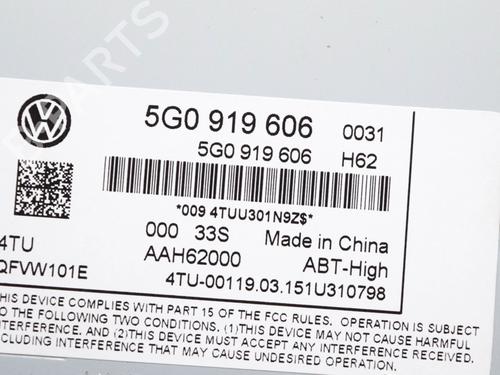 5G0 919 606 0031
5G0 919 606 H62
*009 4TUU301N9Z$*
000 33S Made in China
4TU AAH62000 ABT-High
QFVW101E 4TU-00119.03.151U310798
THIS DEVICE COMPLIES WITH PART 15 OF THE FCC RULES. OPERATION IS SUBJECT
TO THE FOLLOWING TWO CONDITIONS. (1)THIS DEVICE MAY NOT CAUSE HARMFUL
INTERFERENCE, AND (2)THIS DEVICE MUST ACCEPT ANY INTERFERENCE RECEIVED,
INCLUDING INTERFERENCE THAT MAY CAUSE UNDESIRED OPERATION.